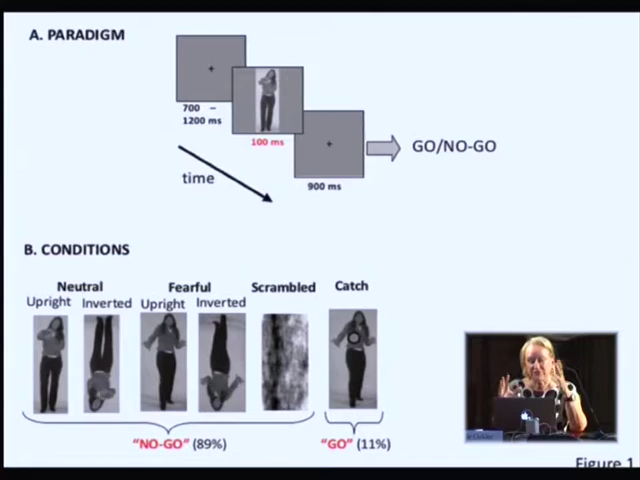 A. PARADIGM
700 –
1200 ms
100 ms
900 ms
GO/NO-GO
time
B. CONDITIONS
Neutral
Fearful
Scrambled
Catch
Upright
Inverted
Upright
Inverted
"NO-GO" (89%)
"GO" (11%)
Figure 1